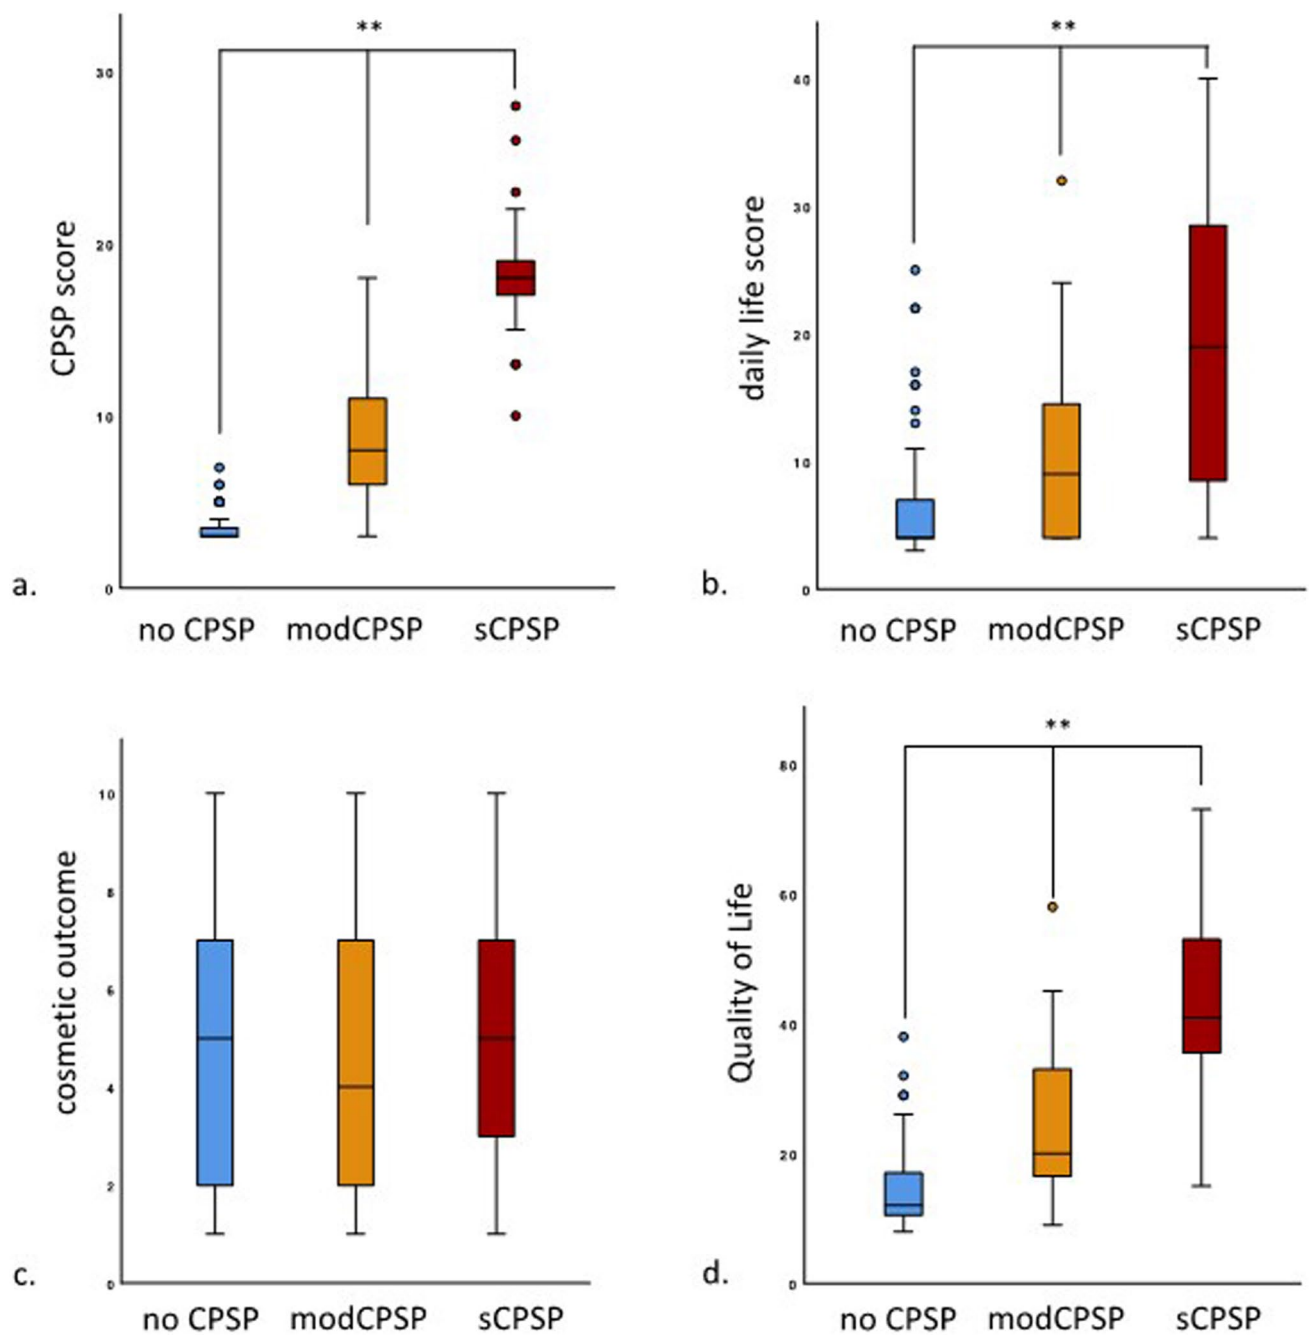 **
30
20
10
0
CPSP score
a.
no CPSP modCPSP sCPSP
**
40
30
20
10
0
daily life score
b.
no CPSP modCPSP sCPSP
10
8
6
4
2
0
cosmetic outcome
c.
no CPSP modCPSP sCPSP
**
80
60
40
20
0
Quality of Life
d.
no CPSP modCPSP sCPSP